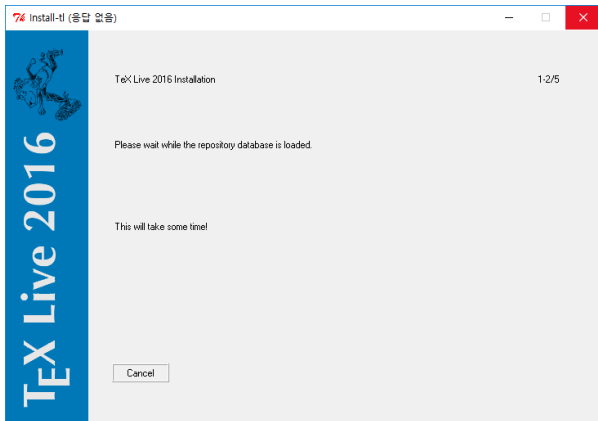 Install-tl (응답 없음)
TeX Live 2016 Installation 1-2/5
Please wait while the repository database is loaded.
This will take some time!
Cancel
TEX Live 2016